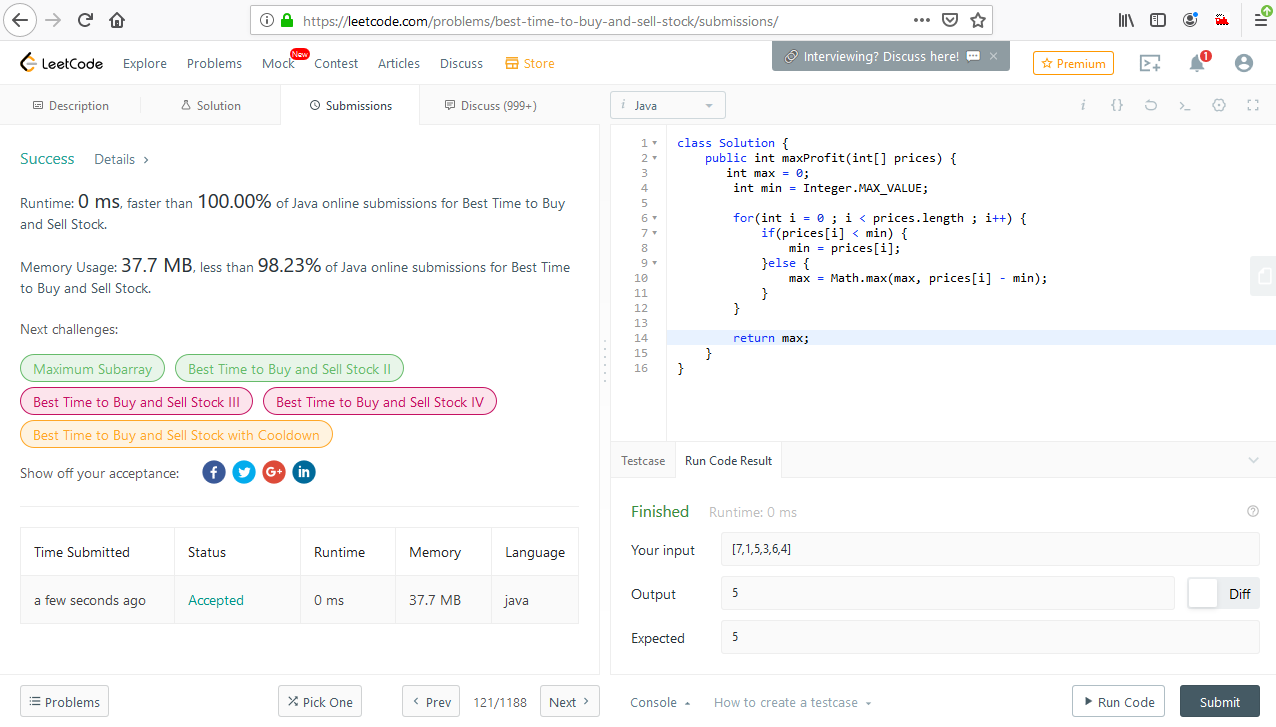 https://leetcode.com/problems/best-time-to-buy-and-sell-stock/submissions/
LeetCode Explore Problems Mock New Contest Articles Discuss Store Interviewing? Discuss here! × Premium 1
Description Solution Submissions Discuss (999+)
i Java
Success Details >
Runtime: 0 ms, faster than 100.00% of Java online submissions for Best Time to Buy
and Sell Stock.
Memory Usage: 37.7 MB, less than 98.23% of Java online submissions for Best Time
to Buy and Sell Stock.
Next challenges:
Maximum Subarray Best Time to Buy and Sell Stock II
Best Time to Buy and Sell Stock III Best Time to Buy and Sell Stock IV
Best Time to Buy and Sell Stock with Cooldown
Show off your acceptance: f G+ in
Time Submitted Status Runtime Memory Language
a few seconds ago Accepted 0 ms 37.7 MB java
Problems Pick One < Prev 121/1188 Next >
1 class Solution {
2 public int maxProfit(int[] prices) {
3 int max = 0;
4 int min = Integer.MAX_VALUE;
5
6 for(int i = 0 ; i < prices.length ; i++) {
7 if(prices[i] < min) {
8 min = prices[i];
9 }else {
10 max = Math.max(max, prices[i] - min);
11 }
12 }
13
14 return max;
15 }
16 }
Testcase Run Code Result
Finished Runtime: 0 ms
Your input [7,1,5,3,6,4]
Output 5 Diff
Expected 5
Console How to create a testcase Run Code Submit